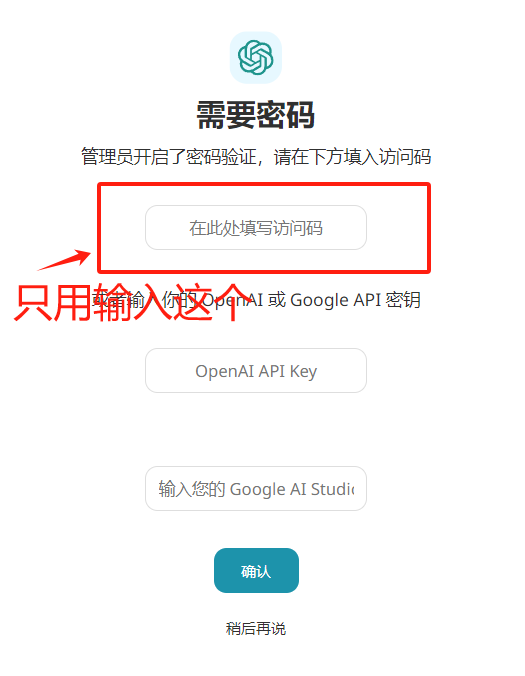 需要密码
管理员开启了密码验证，请在下方填入访问码
在此处填写访问码
只用输入这个
或者输 你的 OpenAI 或 Google API 密钥
OpenAI API Key
输入您的 Google AI Studi
确认
稍后再说